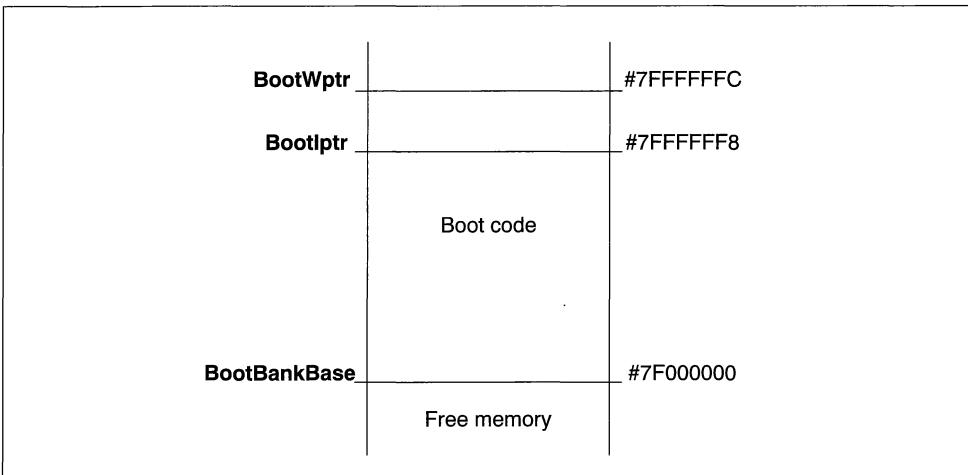 BootWptr #7FFFFFFC
BootIptr #7FFFFFF8
Boot code
BootBankBase #7F000000
Free memory